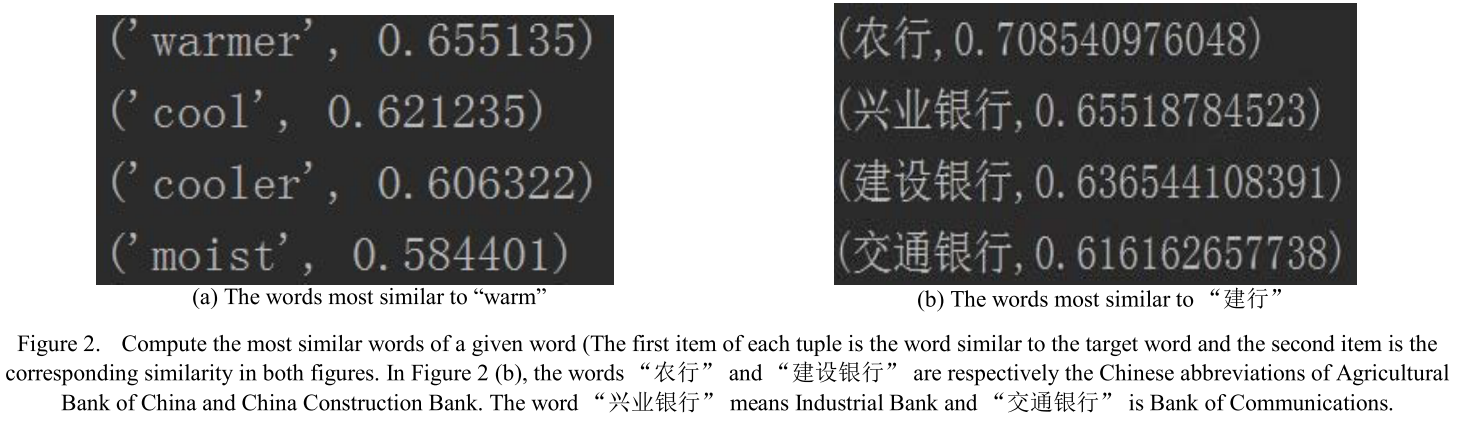 ('warmer', 0.655135)
('cool', 0.621235)
('cooler', 0.606322)
('moist', 0.584401)
(a) The words most similar to “warm”
(农行,0.708540976048)
(兴业银行,0.65518784523)
(建设银行,0.636544108391)
(交通银行,0.616162657738)
(b) The words most similar to “建行”
Figure 2. Compute the most similar words of a given word (The first item of each tuple is the word similar to the target word and the second item is the
corresponding similarity in both figures. In Figure 2 (b), the words “农行” and “建设银行” are respectively the Chinese abbreviations of Agricultural
Bank of China and China Construction Bank. The word “兴业银行” means Industrial Bank and “交通银行” is Bank of Communications.